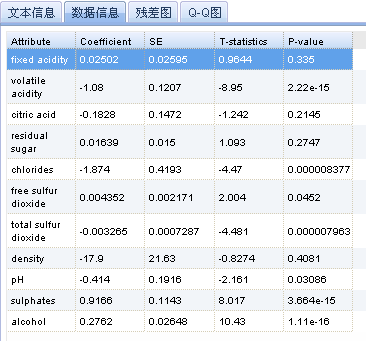 文本信息 数据信息 残差图 Q-Q图
Attribute Coefficient SE T-statistics P-value
fixed acidity 0.02502 0.02595 0.9644 0.335
volatile
acidity -1.08 0.1207 -8.95 2.22e-15
citric acid -0.1828 0.1472 -1.242 0.2145
residual
sugar 0.01639 0.015 1.093 0.2747
chlorides -1.874 0.4193 -4.47 0.000008377
free sulfur
dioxide 0.004352 0.002171 2.004 0.0452
total sulfur
dioxide -0.003265 0.0007287 -4.481 0.000007963
density -17.9 21.63 -0.8274 0.4081
pH -0.414 0.1916 -2.161 0.03086
sulphates 0.9166 0.1143 8.017 3.664e-15
alcohol 0.2762 0.02648 10.43 1.11e-16